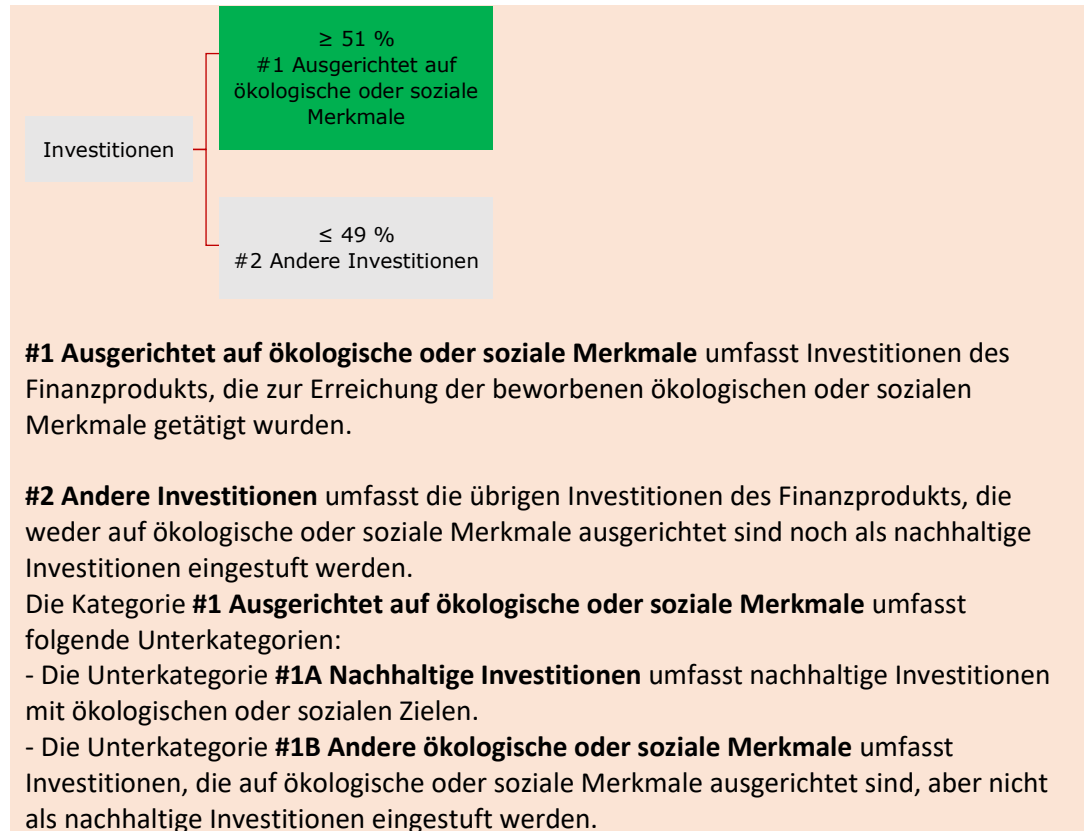 ≥ 51 %
#1 Ausgerichtet auf
ökologische oder soziale
Merkmale
Investitionen
≤ 49 %
#2 Andere Investitionen
#1 Ausgerichtet auf ökologische oder soziale Merkmale umfasst Investitionen des
Finanzprodukts, die zur Erreichung der beworbenen ökologischen oder sozialen
Merkmale getätigt wurden.
#2 Andere Investitionen umfasst die übrigen Investitionen des Finanzprodukts, die
weder auf ökologische oder soziale Merkmale ausgerichtet sind noch als nachhaltige
Investitionen eingestuft werden.
Die Kategorie #1 Ausgerichtet auf ökologische oder soziale Merkmale umfasst
folgende Unterkategorien:
- Die Unterkategorie #1A Nachhaltige Investitionen umfasst nachhaltige Investitionen
mit ökologischen oder sozialen Zielen.
- Die Unterkategorie #1B Andere ökologische oder soziale Merkmale umfasst
Investitionen, die auf ökologische oder soziale Merkmale ausgerichtet sind, aber nicht
als nachhaltige Investitionen eingestuft werden.